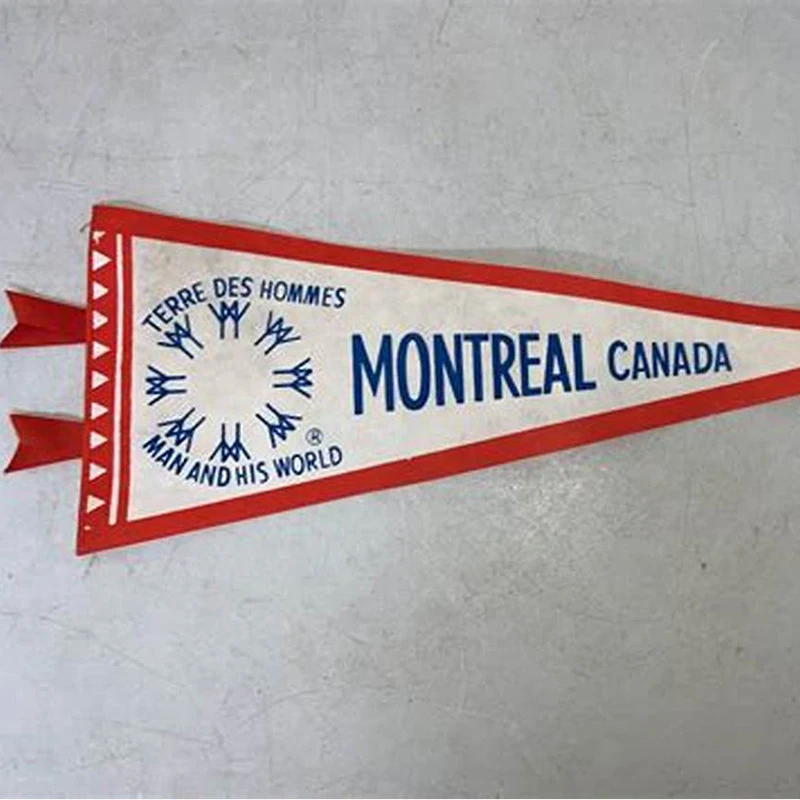 TERRE DES HOMMES
MAN AND HIS WORLD
®
MONTREAL CANADA